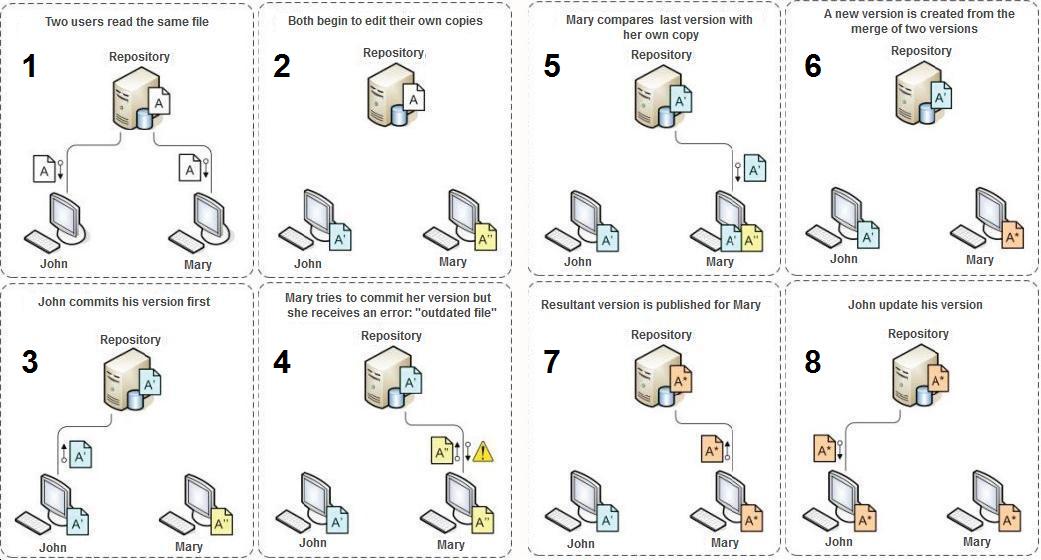 Two users read the same file
1
Repository
A
A
A
John
Mary
Both begin to edit their own copies
2
Repository
A
A'
A''
John
Mary
John commits his version first
3
Repository
A'
A'
A'
A''
John
Mary
Mary tries to commit her version but
she receives an error: "outdated file"
4
Repository
A'
A''
A'
A''
John
Mary
Mary compares last version with
her own copy
5
Repository
A'
A'
A'
A'
A''
John
Mary
A new version is created from the
merge of two versions
6
Repository
A'
A'
A*
John
Mary
Resultant version is published for Mary
7
Repository
A*
A*
A'
A*
John
Mary
John update his version
8
Repository
A*
A*
A*
A*
John
Mary